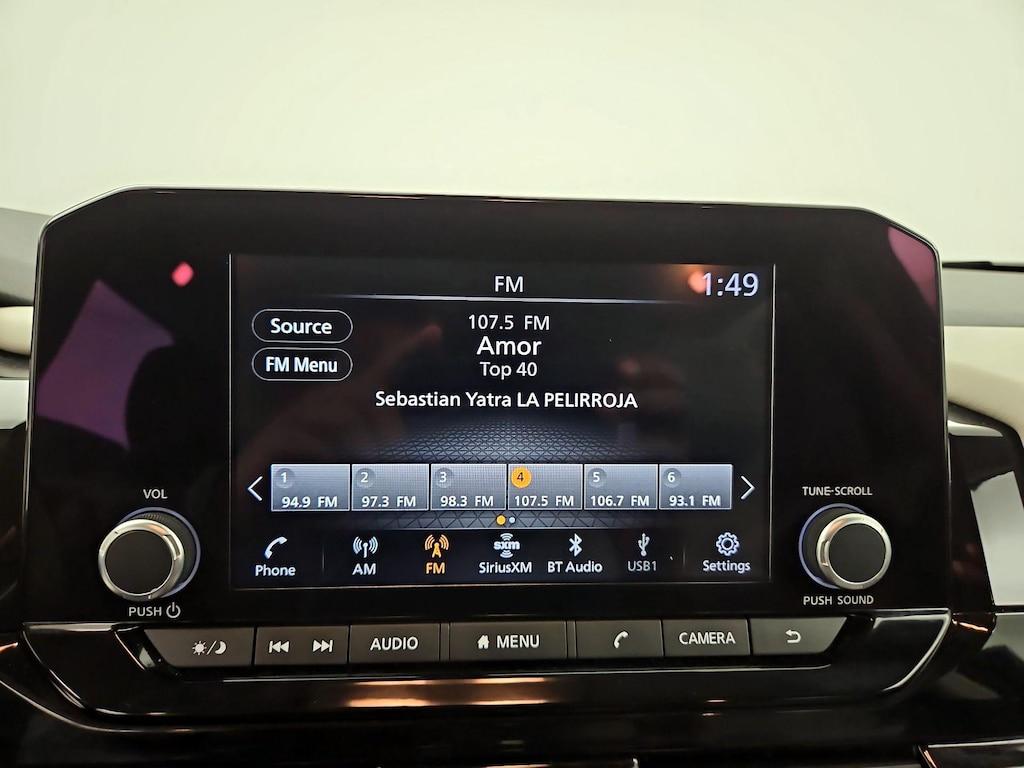 FM
1:49
Source
FM Menu
107.5 FM
Amor
Top 40
Sebastian Yatra LA PELIRROJA
1 2 3 4 5 6
94.9 FM 97.3 FM 98.3 FM 107.5 FM 106.7 FM 93.1 FM
VOL
TUNE-SCROLL
sxm
Phone AM FM SiriusXM BT Audio USB1 Settings
PUSH
PUSH SOUND
AUDIO MENU CAMERA